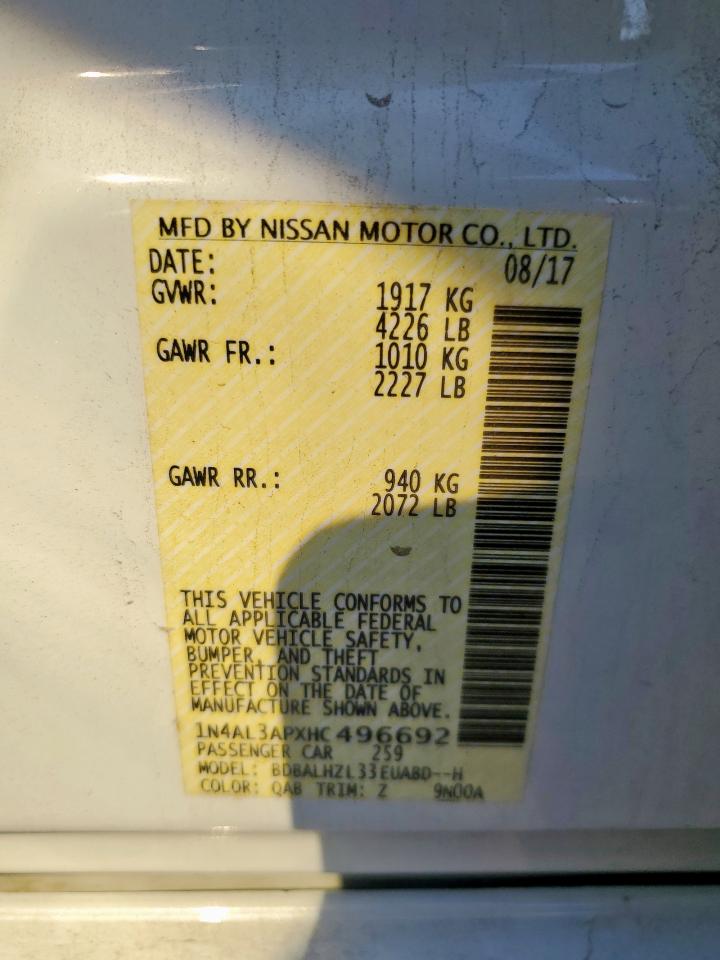 MFD BY NISSAN MOTOR CO., LTD.
DATE: 08/17
GVWR: 1917 KG
4226 LB
GAWR FR.: 1010 KG
2227 LB
GAWR RR.: 940 KG
2072 LB
THIS VEHICLE CONFORMS TO
ALL APPLICABLE FEDERAL
MOTOR VEHICLE SAFETY,
BUMPER, AND THEFT
PREVENTION STANDARDS IN
EFFECT ON THE DATE OF
MANUFACTURE SHOWN ABOVE.
1N4AL3APXHC496692
PASSENGER CAR 259
MODEL: BDBALHZL33EUABD--H
COLOR: QAB TRIM: Z 9N00A